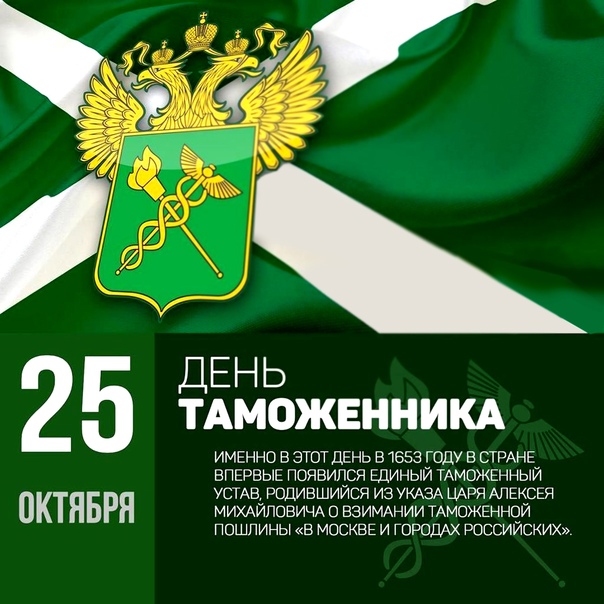 25
ОКТЯБРЯ
ДЕНЬ
ТАМОЖЕННИКА
ИМЕННО В ЭТОТ ДЕНЬ В 1653 ГОДУ В СТРАНЕ
ВПЕРВЫЕ ПОЯВИЛСЯ ЕДИНЫЙ ТАМОЖЕННЫЙ
УСТАВ, РОДИВШИЙСЯ ИЗ УКАЗА ЦАРЯ АЛЕКСЕЯ
МИХАЙЛОВИЧА О ВЗИМАНИИ ТАМОЖЕННОЙ
ПОШЛИНЫ «В МОСКВЕ И ГОРОДАХ РОССИЙСКИХ».